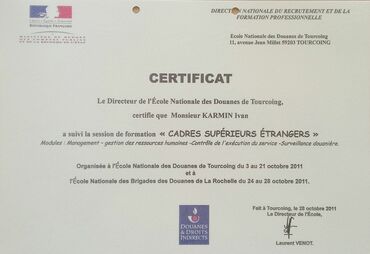 Liberté • Égalité • Fraternité
RÉPUBLIQUE FRANÇAISE
DIRECTION NATIONALE DU RECRUTEMENT ET DE LA
FORMATION PROFESSIONNELLE
Ecole Nationale des Douanes de Tourcoing
11, avenue Jean Millet 59203 TOURCOING
CERTIFICAT
Le Directeur de l'École Nationale des Douanes de Tourcoing,
certifie que Monsieur KARMIN Ivan
a suivi la session de formation « CADRES SUPÉRIEURS ÉTRANGERS »
Modules : Management - gestion des ressources humaines -Contrôle de l'exécution du service -Surveillance douanière.
Organisée à l'École Nationale des Douanes de Tourcoing du 3 au 21 octobre 2011
et à
l'École Nationale des Brigades des Douanes de La Rochelle du 24 au 28 octobre 2011.
Fait à Tourcoing, le 28 octobre 2011
Le Directeur de l'École,
DOUANES
& DROITS
INDIRECTS
Laurent VENOT.